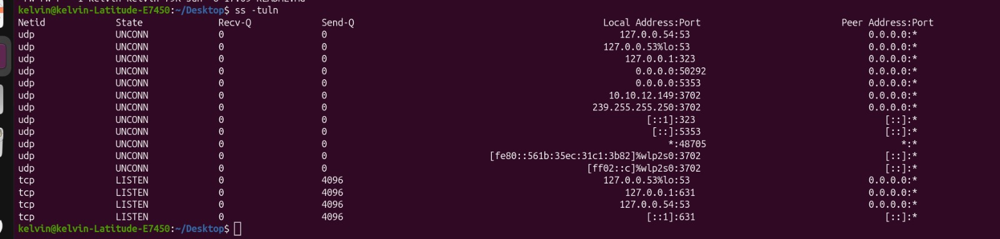 kelvin@kelvin-Latitude-E7450:~/Desktop$ ss -tuln
Netid State Recv-Q Send-Q Local Address:Port Peer Address:Port
udp UNCONN 0 0 127.0.0.54:53 0.0.0.0:*
udp UNCONN 0 0 127.0.0.53%lo:53 0.0.0.0:*
udp UNCONN 0 0 127.0.0.1:323 0.0.0.0:*
udp UNCONN 0 0 0.0.0.0:50292 0.0.0.0:*
udp UNCONN 0 0 0.0.0.0:5353 0.0.0.0:*
udp UNCONN 0 0 10.10.12.149:3702 0.0.0.0:*
udp UNCONN 0 0 239.255.255.250:3702 0.0.0.0:*
udp UNCONN 0 0 [::1]:323 [::]:*
udp UNCONN 0 0 [::]:5353 [::]:*
udp UNCONN 0 0 *:48705 *:*
udp UNCONN 0 0 [fe80::561b:35ec:31c1:3b82]%wlp2s0:3702 [::]:*
udp UNCONN 0 0 [ff02::c]%wlp2s0:3702 [::]:*
tcp LISTEN 0 4096 127.0.0.53%lo:53 0.0.0.0:*
tcp LISTEN 0 4096 127.0.0.1:631 0.0.0.0:*
tcp LISTEN 0 4096 127.0.0.54:53 0.0.0.0:*
tcp LISTEN 0 4096 [::1]:631 [::]:*
kelvin@kelvin-Latitude-E7450:~/Desktop$